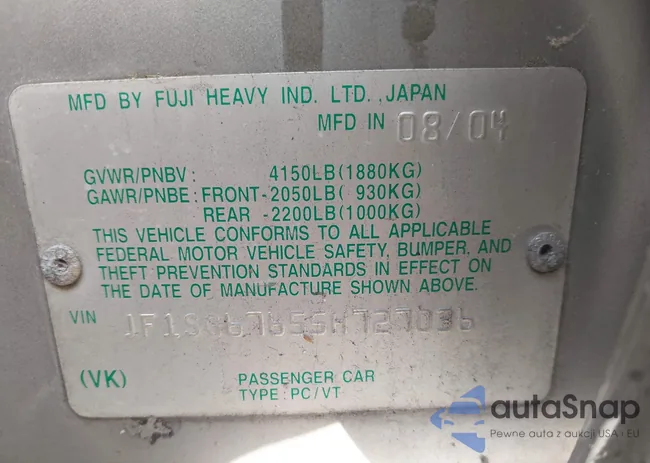 MFD BY FUJI HEAVY IND. LTD., JAPAN
MFD IN 08/04
GVWR/PNBV: 4150LB(1880KG)
GAWR/PNBE: FRONT-2050LB( 930KG)
REAR -2200LB(1000KG)
THIS VEHICLE CONFORMS TO ALL APPLICABLE
FEDERAL MOTOR VEHICLE SAFETY, BUMPER, AND
THEFT PREVENTION STANDARDS IN EFFECT ON
THE DATE OF MANUFACTURE SHOWN ABOVE.
VIN
(VK) PASSENGER CAR
TYPE: PC/VT
autaSnap
Pewne auta z aukcji USA i EU